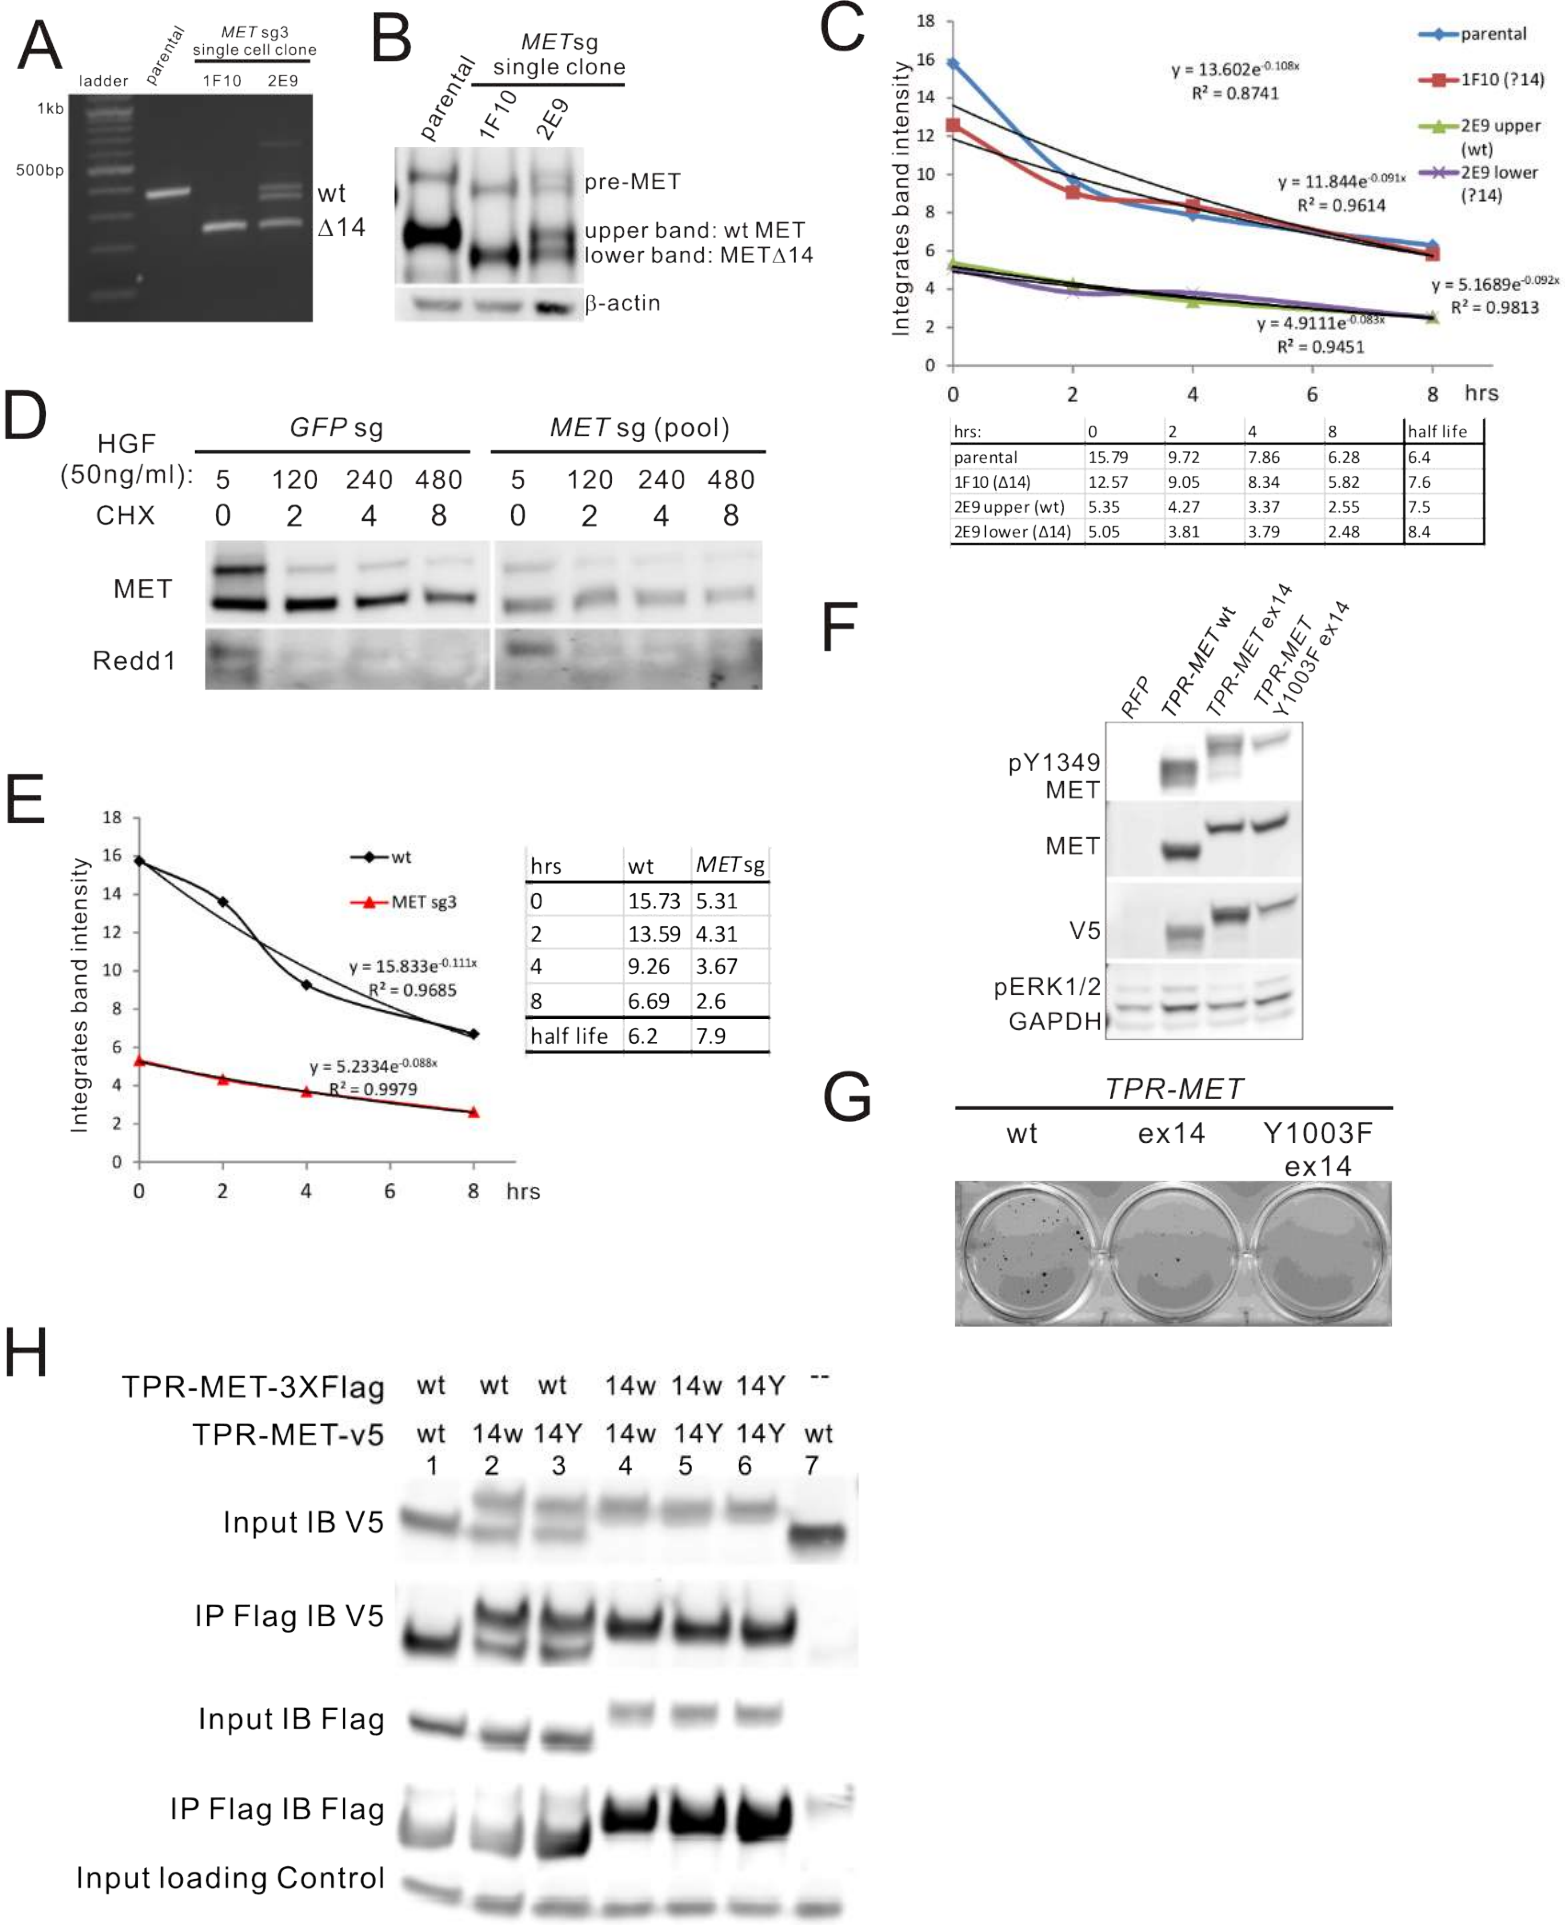 A
parental
MET sg3
single cell clone
ladder
1F10
2E9
1kb
500bp
wt
Δ14
B
parental
METsg
single clone
1F10
2E9
pre-MET
upper band: wt MET
lower band: METΔ14
β-actin
C
Integrates band intensity
18
16
14
12
10
8
6
4
2
0
0
2
4
6
8
hrs
parental
1F10 (?14)
2E9 upper
(wt)
2E9 lower
(?14)
y = 13.602e-0.108x
R² = 0.8741
y = 11.844e-0.091x
R² = 0.9614
y = 5.1689e-0.092x
R² = 0.9813
y = 4.9111e-0.083x
R² = 0.9451
hrs: 0 2 4 8 half life
parental 15.79 9.72 7.86 6.28 6.4
1F10 (Δ14) 12.57 9.05 8.34 5.82 7.6
2E9 upper (wt) 5.35 4.27 3.37 2.55 7.5
2E9 lower (Δ14) 5.05 3.81 3.79 2.48 8.4
D
GFP sg
MET sg (pool)
HGF
(50ng/ml): 5 120 240 480 5 120 240 480
CHX 0 2 4 8 0 2 4 8
MET
Redd1
E
Integrates band intensity
18
16
14
12
10
8
6
4
2
0
0
2
4
6
8
hrs
wt
MET sg3
y = 15.833e-0.111x
R² = 0.9685
y = 5.2334e-0.088x
R² = 0.9979
hrs wt METsg
0 15.73 5.31
2 13.59 4.31
4 9.26 3.67
8 6.69 2.6
half life 6.2 7.9
F
RFP
TPR-MET wt
TPR-MET ex14
TPR-MET
Y1003F ex14
pY1349
MET
MET
V5
pERK1/2
GAPDH
G
TPR-MET
wt
ex14
Y1003F
ex14
H
TPR-MET-3XFlag wt wt wt 14w 14w 14Y --
TPR-MET-v5 wt 14w 14Y 14w 14Y 14Y wt
1 2 3 4 5 6 7
Input IB V5
IP Flag IB V5
Input IB Flag
IP Flag IB Flag
Input loading Control